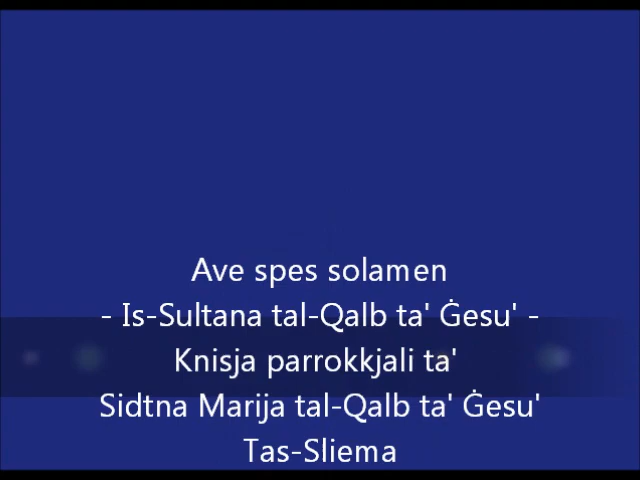 Ave spes solamen
- Is-Sultana tal-Qalb ta' Ġesu' -
Knisja parrokkjali ta'
Sidtna Marija tal-Qalb ta' Ġesu'
Tas-Sliema